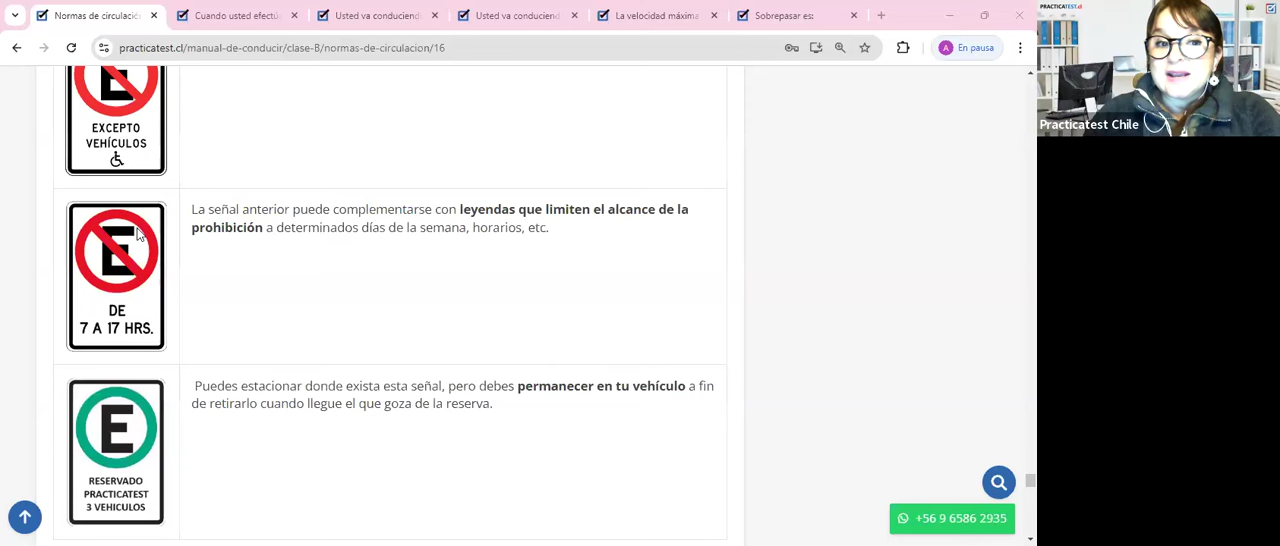 Normas de circulació
Cuando usted efectú
Usted va conduciend
Usted va conduciend
La velocidad máxima
Sobrepasar es:
practicatest.cl/manual-de-conducir/clase-B/normas-de-circulacion/16
A
En pausa
PRACTICATEST.cl
Practicatest Chile
E
EXCEPTO
VEHÍCULOS
E
DE
7 A 17 HRS.
La señal anterior puede complementarse con leyendas que limiten el alcance de la
prohibición a determinados días de la semana, horarios, etc.
E
RESERVADO
PRACTICATEST
3 VEHICULOS
Puedes estacionar donde exista esta señal, pero debes permanecer en tu vehículo a fin
de retirarlo cuando llegue el que goza de la reserva.
+56 9 6586 2935